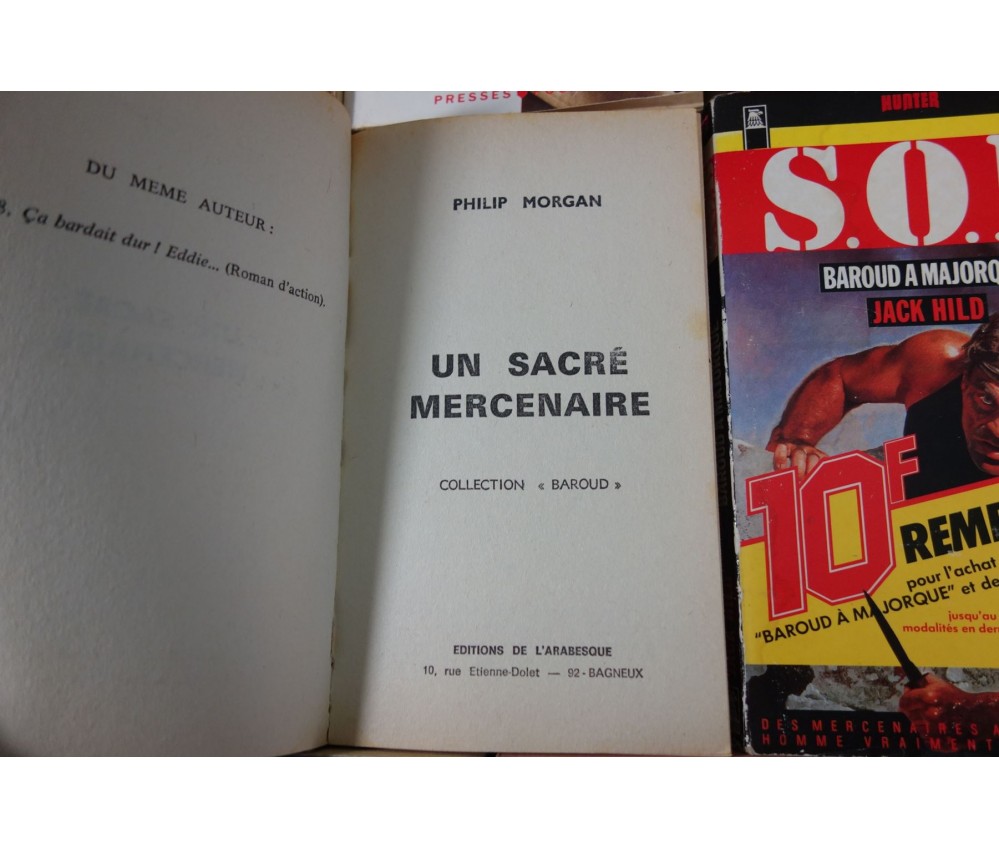 DU MEME AUTEUR :
8. Ça bardait dur ! Eddie... (Roman d'action).
PRESSES
PHILIP MORGAN
UN SACRÉ
MERCENAIRE
COLLECTION « BAROUD »
EDITIONS DE L'ARABESQUE
10, rue Etienne-Dolet — 92 - BAGNEUX
HUNTER
S.O.
BAROUD A MAJORQ
JACK HILD
10F
REME
pour l'achat
"BAROUD À MAJORQUE" et de
jusqu'au
modalités en der
DES MERCENAIRES
HOMME VRAIMENT